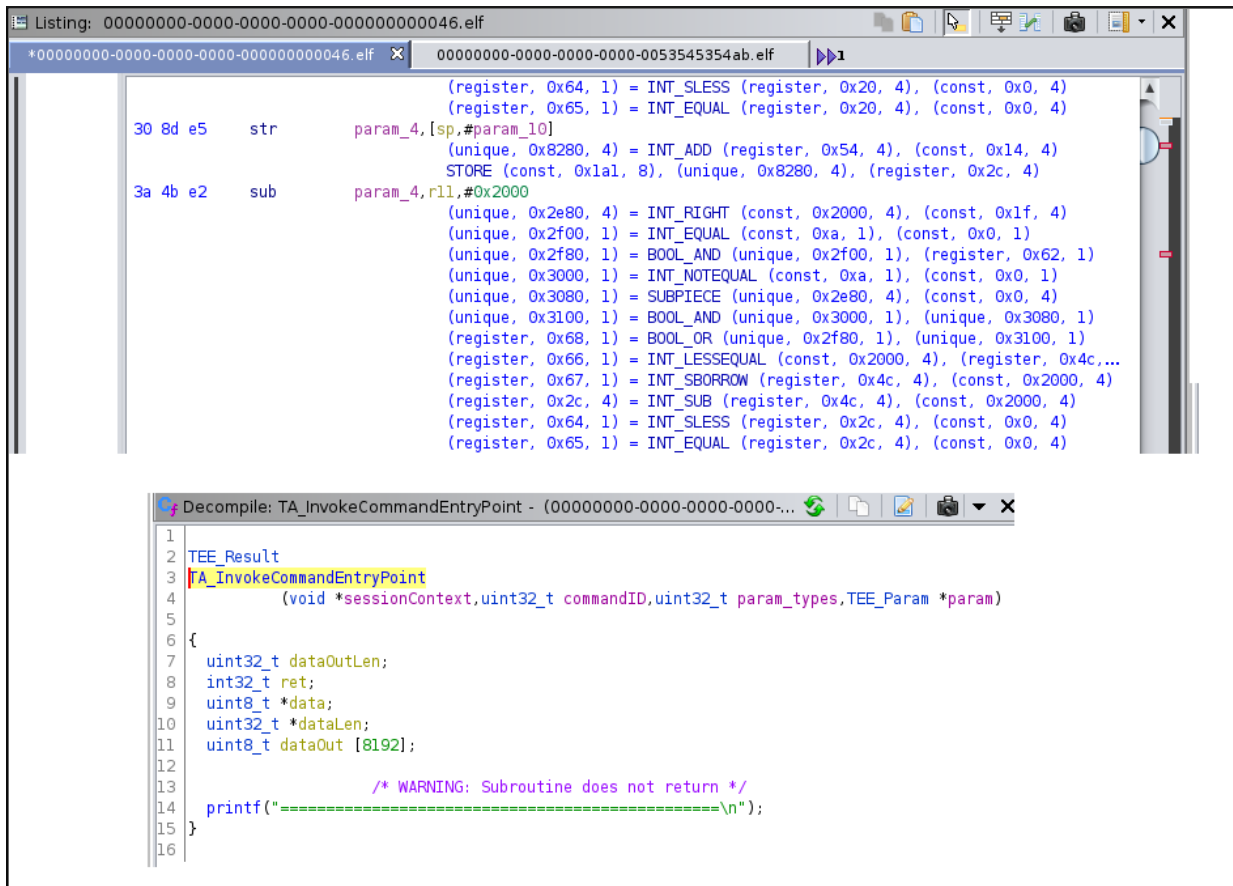 Listing: 00000000-0000-0000-0000-000000000046.elf
*00000000-0000-0000-0000-000000000046.elf 00000000-0000-0000-0000-0053545354ab.elf 1
(register, 0x64, 1) = INT_SLESS (register, 0x20, 4), (const, 0x0, 4)
(register, 0x65, 1) = INT_EQUAL (register, 0x20, 4), (const, 0x0, 4)
30 8d e5 str param_4,[sp,#param_10]
(unique, 0x8280, 4) = INT_ADD (register, 0x54, 4), (const, 0x14, 4)
STORE (const, 0x1a1, 8), (unique, 0x8280, 4), (register, 0x2c, 4)
3a 4b e2 sub param_4,r11,#0x2000
(unique, 0x2e80, 4) = INT_RIGHT (const, 0x2000, 4), (const, 0x1f, 4)
(unique, 0x2f00, 1) = INT_EQUAL (const, 0xa, 1), (const, 0x0, 1)
(unique, 0x2f80, 1) = BOOL_AND (unique, 0x2f00, 1), (register, 0x62, 1)
(unique, 0x3000, 1) = INT_NOTEQUAL (const, 0xa, 1), (const, 0x0, 1)
(unique, 0x3080, 1) = SUBPIECE (unique, 0x2e80, 4), (const, 0x0, 4)
(unique, 0x3100, 1) = BOOL_AND (unique, 0x3000, 1), (unique, 0x3080, 1)
(register, 0x68, 1) = BOOL_OR (unique, 0x2f80, 1), (unique, 0x3100, 1)
(register, 0x66, 1) = INT_LESSEQUAL (const, 0x2000, 4), (register, 0x4c,...
(register, 0x67, 1) = INT_SBORROW (register, 0x4c, 4), (const, 0x2000, 4)
(register, 0x2c, 4) = INT_SUB (register, 0x4c, 4), (const, 0x2000, 4)
(register, 0x64, 1) = INT_SLESS (register, 0x2c, 4), (const, 0x0, 4)
(register, 0x65, 1) = INT_EQUAL (register, 0x2c, 4), (const, 0x0, 4)
Decompile: TA_InvokeCommandEntryPoint - (00000000-0000-0000-0000-...
1
2 TEE_Result
3 TA_InvokeCommandEntryPoint
4 (void *sessionContext,uint32_t commandID,uint32_t param_types,TEE_Param *param)
5
6 {
7 uint32_t dataOutLen;
8 int32_t ret;
9 uint8_t *data;
10 uint32_t *dataLen;
11 uint8_t dataOut [8192];
12
13 /* WARNING: Subroutine does not return */
14 printf("================================================\n");
15 }
16